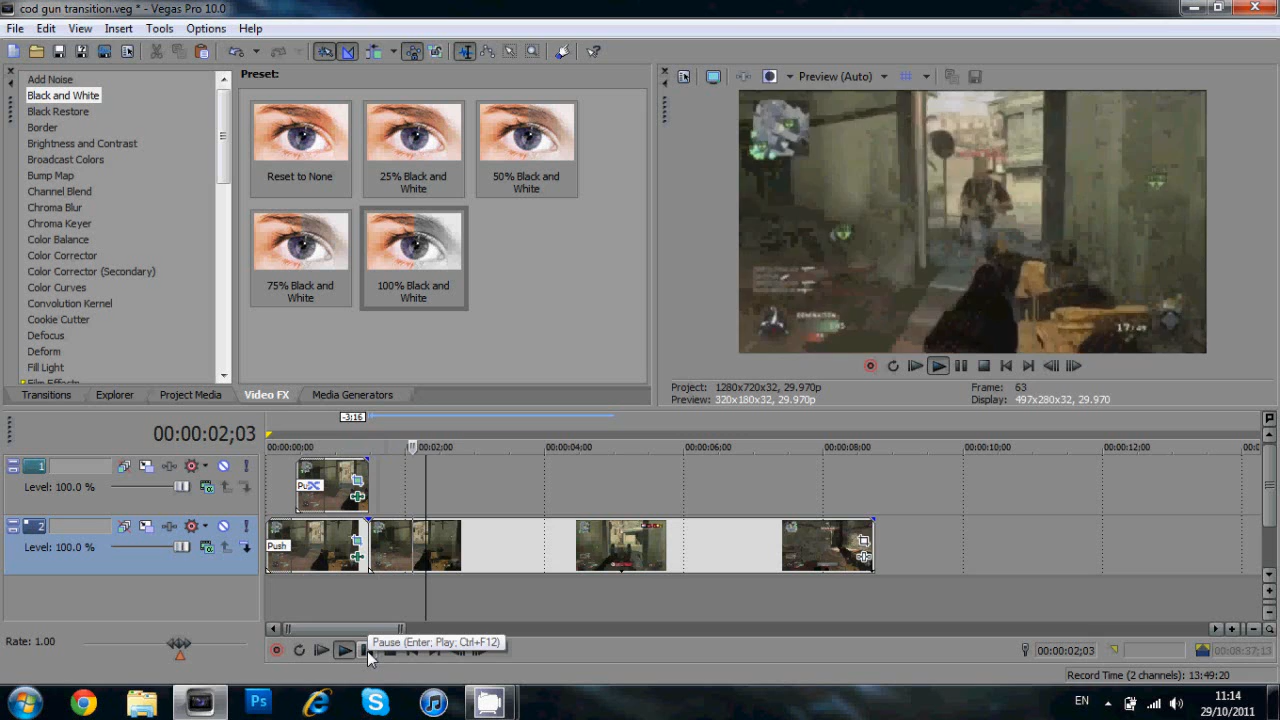 cod gun transition.veg * - Vegas Pro 10.0
File Edit View Insert Tools Options Help
Add Noise
Black and White
Black Restore
Border
Brightness and Contrast
Broadcast Colors
Bump Map
Channel Blend
Chroma Blur
Chroma Keyer
Color Balance
Color Corrector
Color Corrector (Secondary)
Color Curves
Convolution Kernel
Cookie Cutter
Defocus
Deform
Fill Light
Film Effects
Preset:
Reset to None
25% Black and White
50% Black and White
75% Black and White
100% Black and White
Transitions Explorer Project Media Video FX Media Generators
Preview (Auto)
DOMINATION
17/49
Project: 1280x720x32, 29.970p
Frame: 63
Preview: 320x180x32, 29.970p
Display: 497x280x32, 29.970
-3;16
00:00:02;03
00:00:00;00
00:00:02;00
00:00:04;00
00:00:06;00
00:00:08;00
00:00:10;00
00:00:12;00
1
Level: 100.0 %
2
Level: 100.0 %
Push
Rate: 1.00
Pause (Enter; Play; Ctrl+F12)
00:00:02;03
00:08:37;13
Record Time (2 channels): 13:49:20
Ps
EN
11:14
29/10/2011